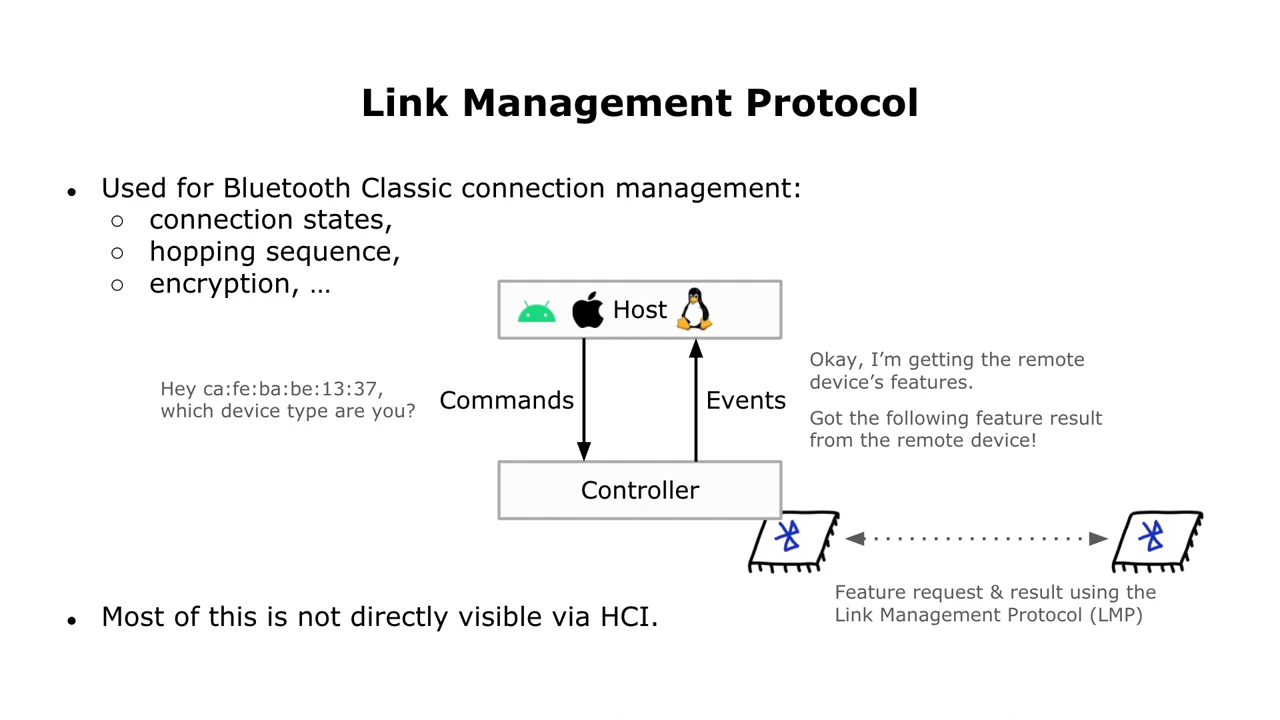 Link Management Protocol
● Used for Bluetooth Classic connection management:
○ connection states,
○ hopping sequence,
○ encryption, …
Host
Hey ca:fe:ba:be:13:37,
which device type are you?
Commands
Events
Okay, I’m getting the remote
device’s features.
Got the following feature result
from the remote device!
Controller
Feature request & result using the
Link Management Protocol (LMP)
● Most of this is not directly visible via HCI.